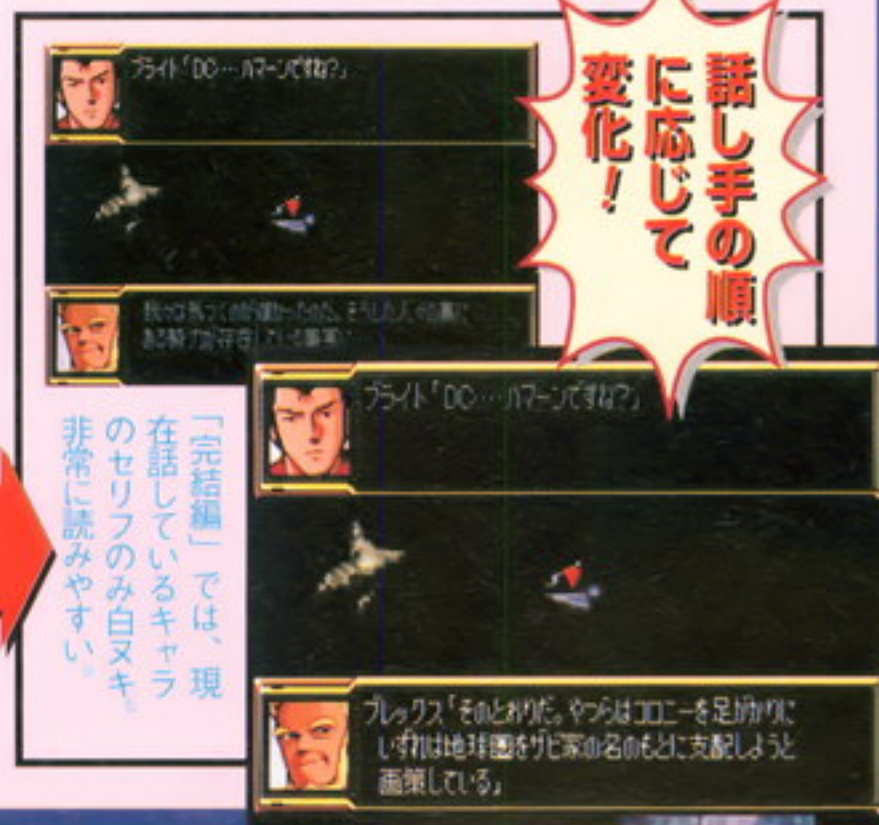 話し手の順
に応じて
変化!
ブライト「DC…ハマーンですね?」
ある
ブライト「DC…ハマーンですね?」
ブレックス「そのとおりだ。やつらはコロニーを足がかりに
いずれは地球圏をザビ家の名のもとに支配しようと
画策している」
「完結編」では、現
在話しているキャラ
のセリフのみ白ヌキ。
非常に読みやすい。